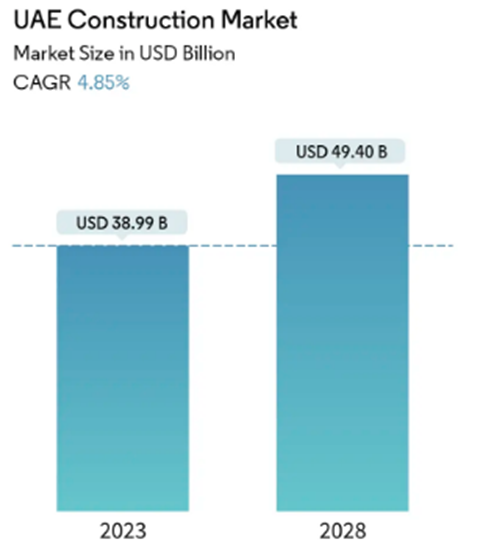 UAE Construction Market
Market Size in USD Billion
CAGR 4.85%
USD 49.40 B
USD 38.99 B
2023 2028